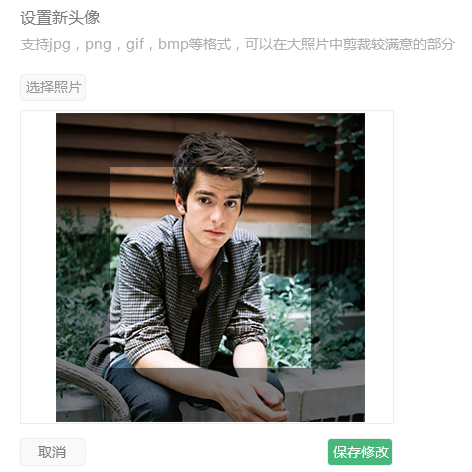 设置新头像
支持jpg，png，gif，bmp等格式，可以在大照片中剪裁较满意的部分
选择照片
取消
保存修改